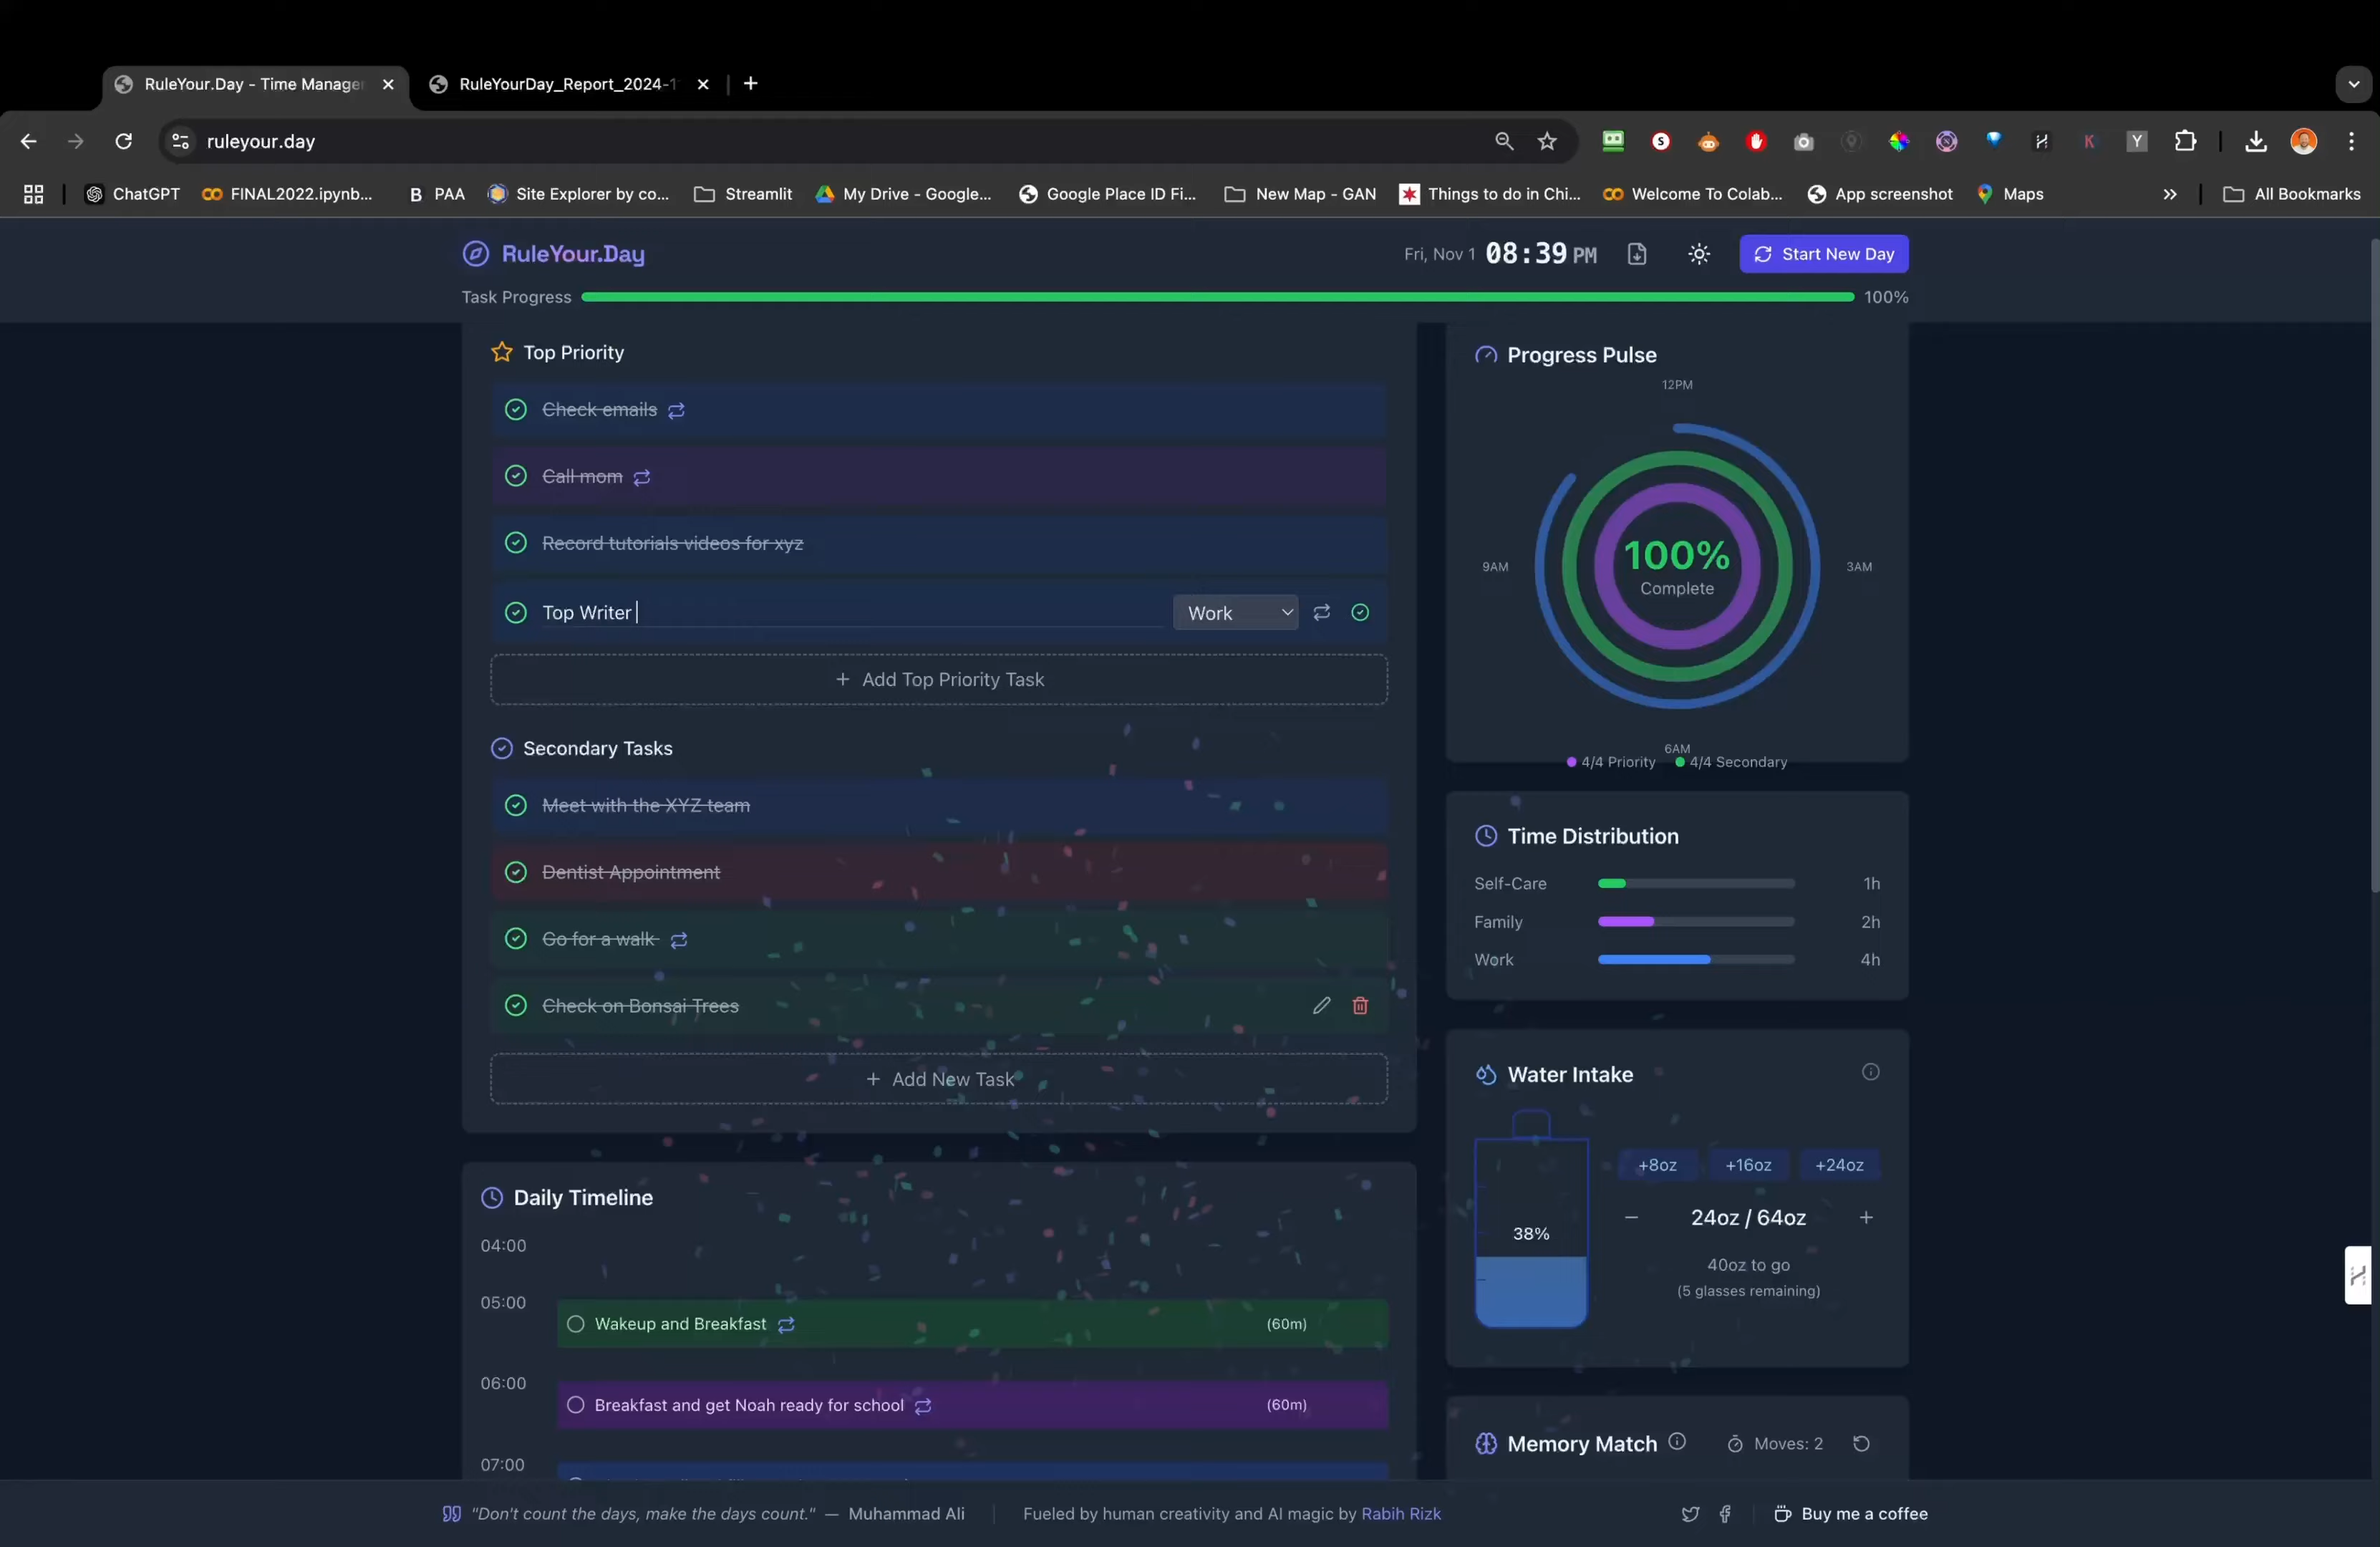 RuleYour.Day - Time Manage
RuleYourDay_Report_2024-1
ruleyour.day
ChatGPT
FINAL2022.ipynb...
B PAA
Site Explorer by co...
Streamlit
My Drive - Google...
Google Place ID Fi...
New Map - GAN
Things to do in Chi...
Welcome To Colab...
App screenshot
Maps
All Bookmarks
RuleYour.Day
Fri, Nov 1 08:39 PM
Start New Day
Task Progress 100%
Top Priority
Check emails
Call mom
Record tutorials videos for xyz
Top Writer
Work
+ Add Top Priority Task
Secondary Tasks
Meet with the XYZ team
Dentist Appointment
Go for a walk
Check on Bonsai Trees
+ Add New Task
Daily Timeline
04:00
05:00
Wakeup and Breakfast (60m)
06:00
Breakfast and get Noah ready for school (60m)
07:00
Progress Pulse
12PM
9AM
100%
Complete
3AM
6AM
4/4 Priority 4/4 Secondary
Time Distribution
Self-Care 1h
Family 2h
Work 4h
Water Intake
+8oz +16oz +24oz
24oz / 64oz
38%
40oz to go
(5 glasses remaining)
Memory Match Moves: 2
"Don't count the days, make the days count." — Muhammad Ali
Fueled by human creativity and AI magic by Rabih Rizk
Buy me a coffee